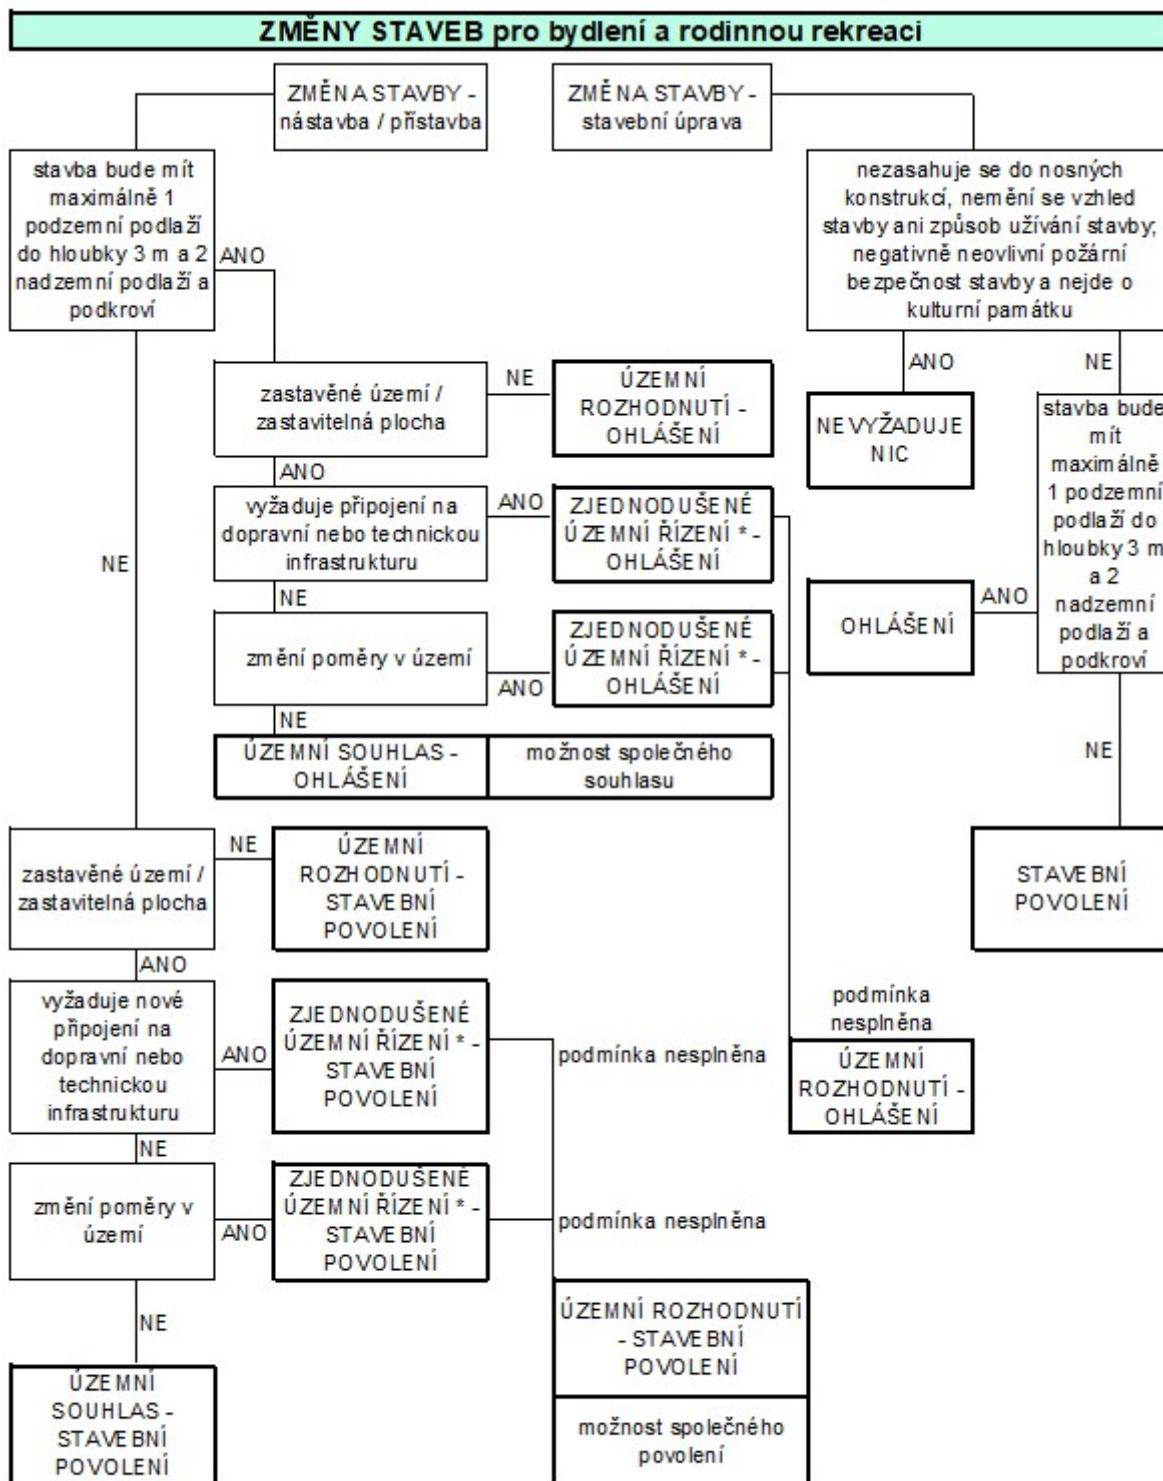 ZMĚNY STAVEB pro bydlení a rodinnou rekreaci
ZMĚNA STAVBY -
nástavba / přístavba
ZMĚNA STAVBY -
stavební úprava
stavba bude mít
maximálně 1
podzemní podlaží
do hloubky 3 m a 2
nadzemní podlaží a
podkroví
ANO
nezasahuje se do nosných
konstrukcí, nemění se vzhled
stavby ani způsob užívání stavby;
negativně neovlivní požární
bezpečnost stavby a nejde o
kulturní památku
ANO
NE
zastavěné území /
zastavitelná plocha
NE
ÚZEMNÍ
ROZHODNUTÍ -
OHLÁŠENÍ
NEVYŽADUJE
NIC
stavba bude
mít
maximálně
1 podzemní
podlaží do
hloubky 3 m
a 2
nadzemní
podlaží a
podkroví
ANO
vyžaduje připojení na
dopravní nebo technickou
infrastrukturu
ANO
ZJEDNODUŠENÉ
ÚZEMNÍ ŘÍZENÍ * -
OHLÁŠENÍ
NE
NE
změní poměry v území
ANO
ZJEDNODUŠENÉ
ÚZEMNÍ ŘÍZENÍ * -
OHLÁŠENÍ
OHLÁŠENÍ
ANO
NE
ÚZEMNÍ SOUHLAS -
OHLÁŠENÍ
možnost společného
souhlasu
NE
zastavěné území /
zastavitelná plocha
NE
ÚZEMNÍ
ROZHODNUTÍ -
STAVEBNÍ
POVOLENÍ
STAVEBNÍ
POVOLENÍ
ANO
vyžaduje nové
připojení na
dopravní nebo
technickou
infrastrukturu
ANO
ZJEDNODUŠENÉ
ÚZEMNÍ ŘÍZENÍ * -
STAVEBNÍ
POVOLENÍ
podmínka nesplněna
podmínka
nesplněna
ÚZEMNÍ
ROZHODNUTÍ -
OHLÁŠENÍ
NE
změní poměry v
území
ANO
ZJEDNODUŠENÉ
ÚZEMNÍ ŘÍZENÍ * -
STAVEBNÍ
POVOLENÍ
podmínka nesplněna
NE
ÚZEMNÍ ROZHODNUTÍ
- STAVEBNÍ
POVOLENÍ
možnost společného
povolení
ÚZEMNÍ
SOUHLAS -
STAVEBNÍ
POVOLENÍ